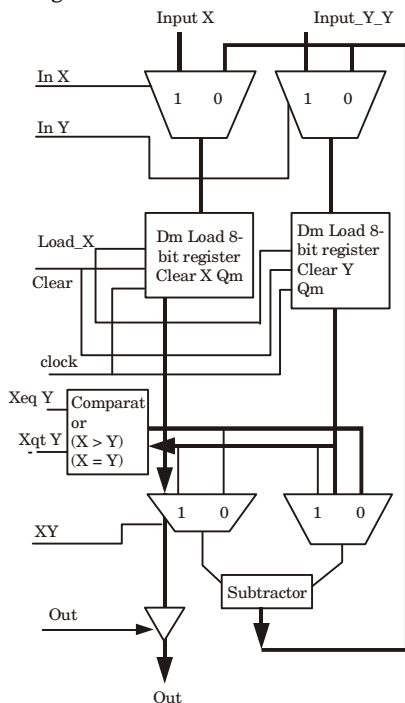 Input X Input_Y_Y
1 0 1 0
In X
In Y
Dm Load 8-
bit register
Clear X Qm
Dm Load 8-
bit register
Clear Y
Qm
Load_X
Clear
clock
Xeq Y
Xqt Y
Comparat
or
(X > Y)
(X = Y)
1 0 1 0
XY
Subtractor
Out
Out